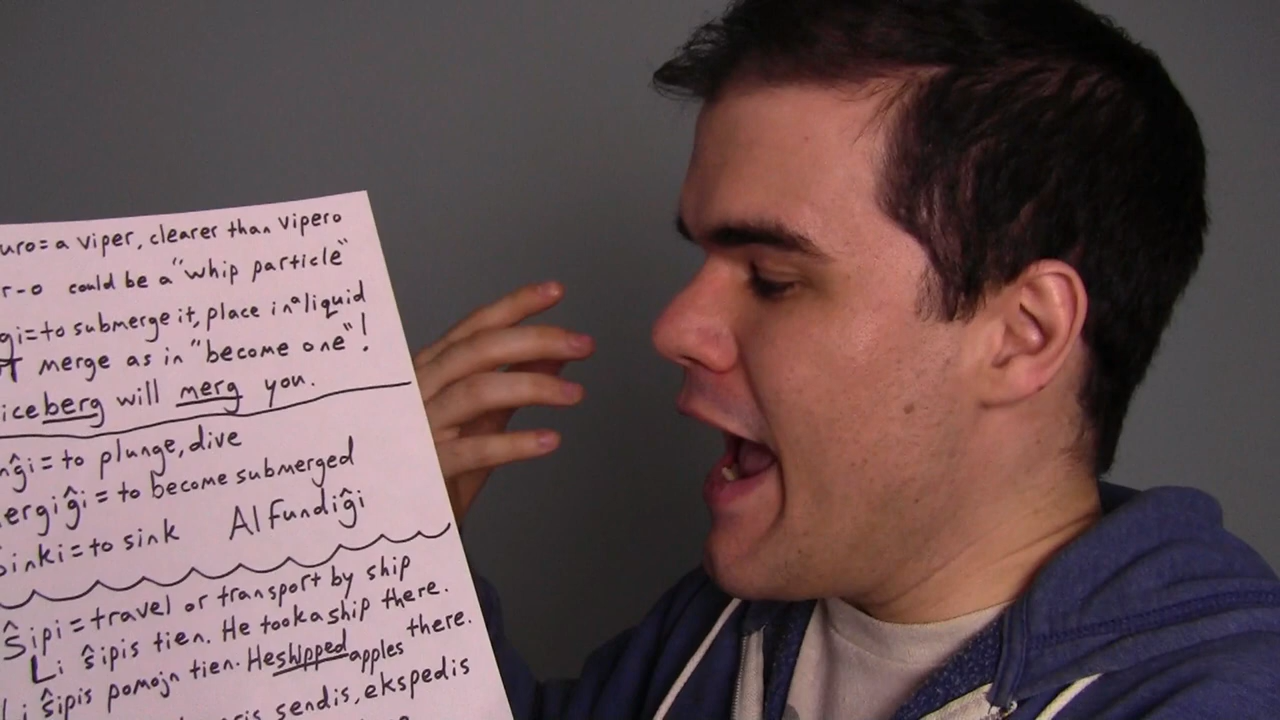 uro= a viper, clearer than vipero
r-o could be a "whip particle"
gi= to submerge it, place in a liquid
merge as in "become one"!
iceberg will merg you.
nĝi= to plunge, dive
ergiĝi = to become submerged
Sinki= to sink Al fundiĝi
Ŝipi = travel or transport by ship
Li ŝipis tien. He took a ship there.
Li ŝipis pomojn tien. He shipped apples there.
sendis, ekspedis